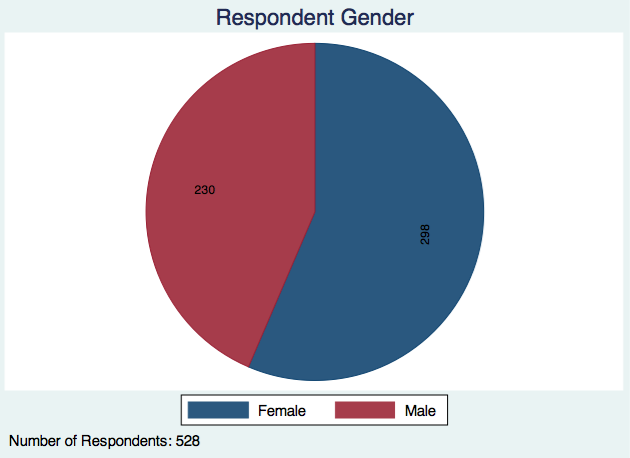 Respondent Gender
230
298
Female Male
Number of Respondents: 528